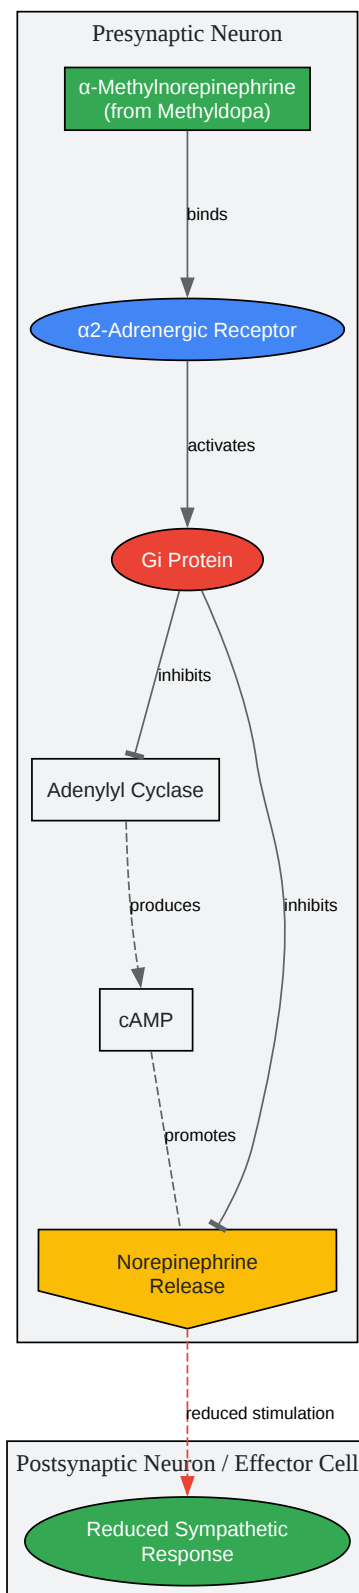 Presynaptic Neuron
α-Methylnorepinephrine
(from Methyldopa)
binds
α2-Adrenergic Receptor
activates
Gi Protein
inhibits
Adenylyl Cyclase
produces
inhibits
cAMP
promotes
Norepinephrine
Release
reduced stimulation
Postsynaptic Neuron / Effector Cell
Reduced Sympathetic
Response